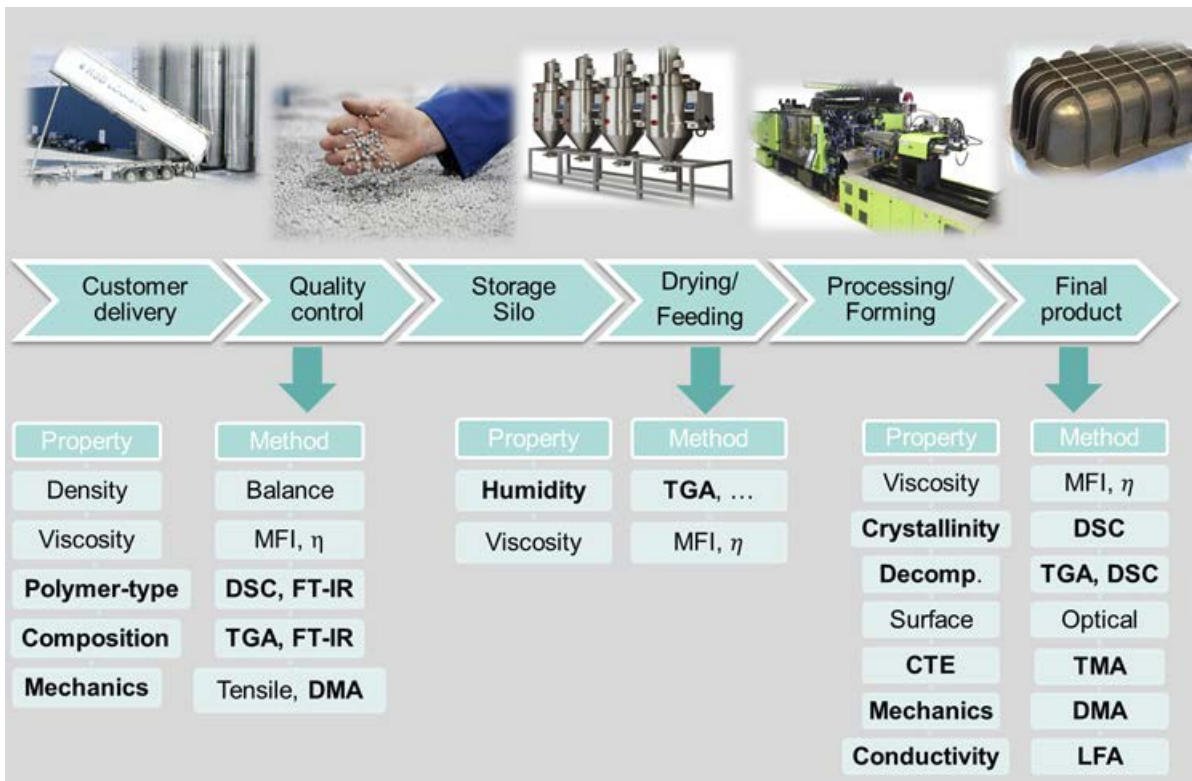 Customer
delivery
Quality
control
Storage
Silo
Drying/
Feeding
Processing/
Forming
Final
product
Property
Method
Density
Balance
Viscosity
MFI, η
Polymer-type
DSC, FT-IR
Composition
TGA, FT-IR
Mechanics
Tensile, DMA
Property
Method
Humidity
TGA, …
Viscosity
MFI, η
Property
Method
Viscosity
MFI, η
Crystallinity
DSC
Decomp.
TGA, DSC
Surface
Optical
CTE
TMA
Mechanics
DMA
Conductivity
LFA